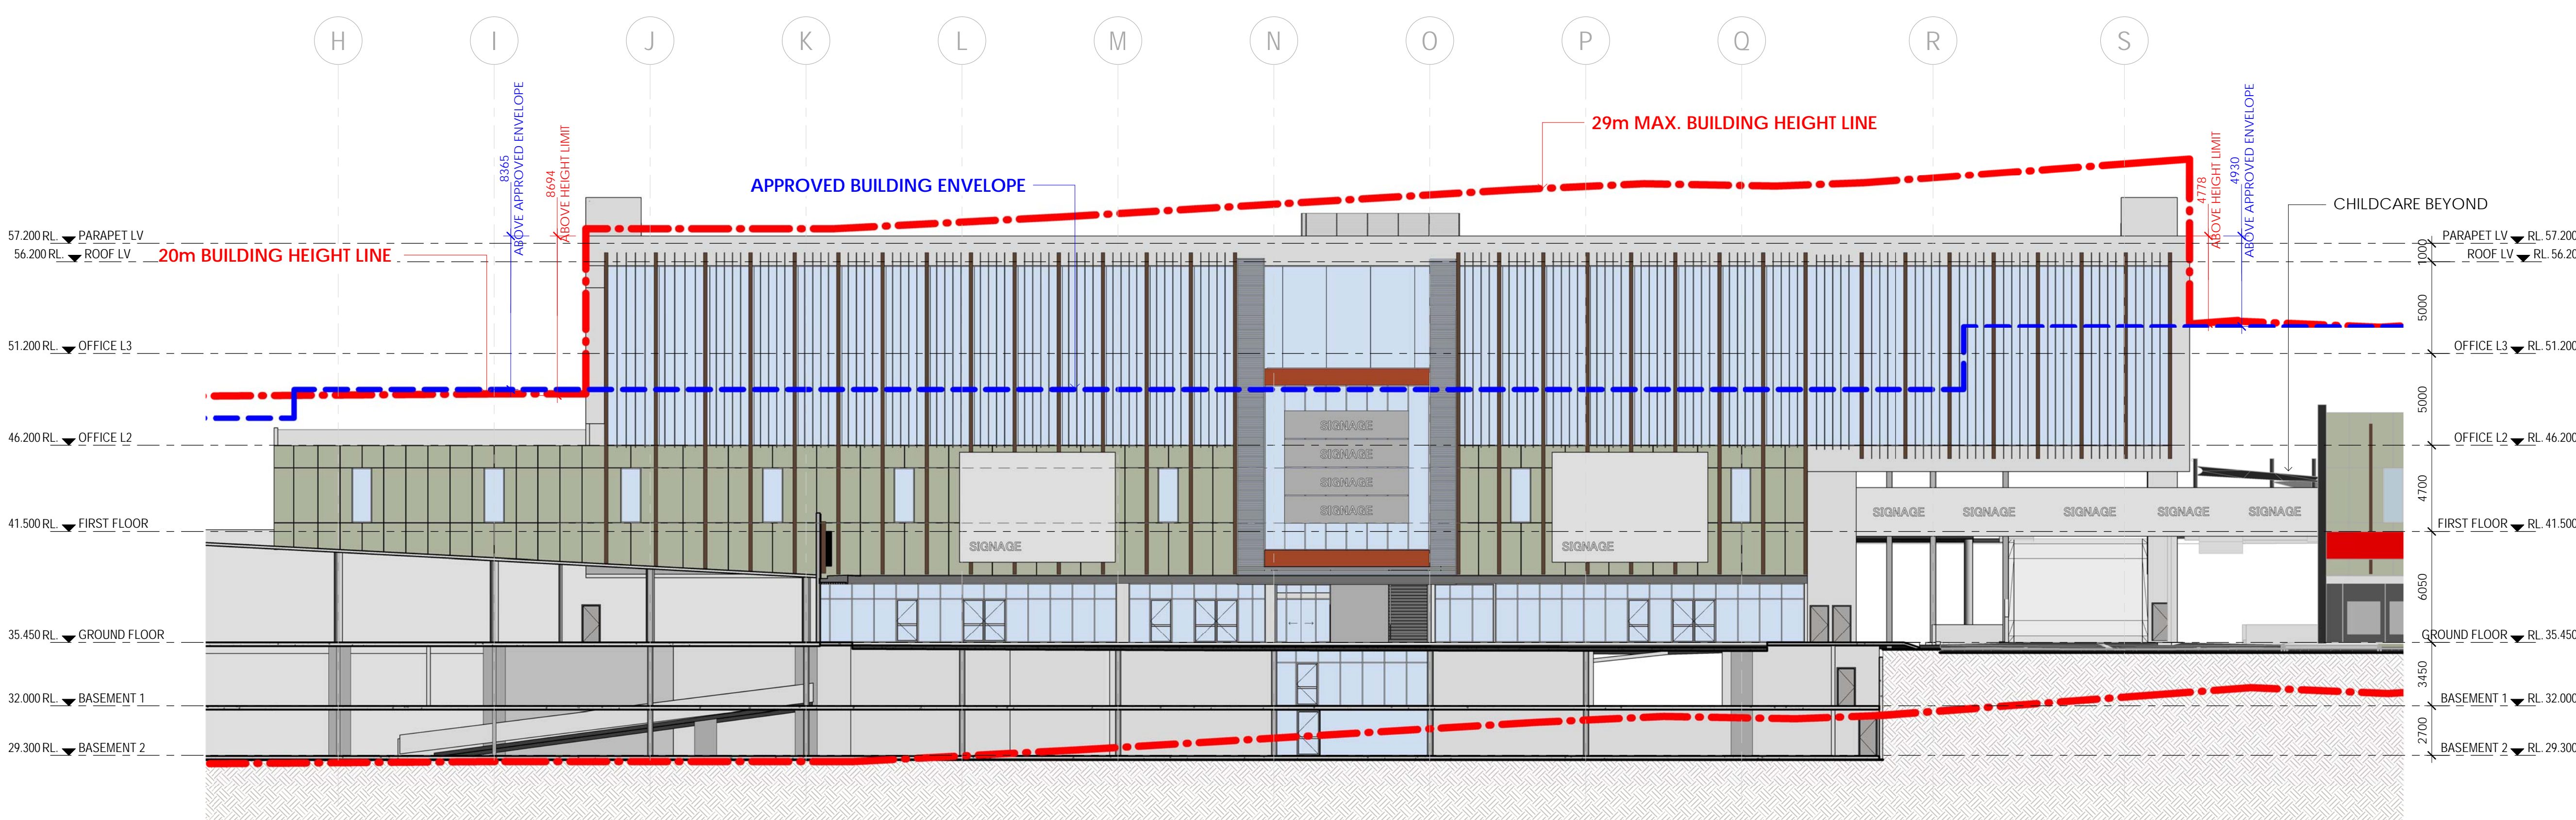 H
I
J
K
L
M
N
O
P
Q
R
S
8365
ABOVE APPROVED ENVELOPE
8694
ABOVE HEIGHT LIMIT
29m MAX. BUILDING HEIGHT LINE
APPROVED BUILDING ENVELOPE
4778
ABOVE HEIGHT LIMIT
4930
ABOVE APPROVED ENVELOPE
CHILDCARE BEYOND
57.200 RL. PARAPET LV
56.200 RL. ROOF LV
20m BUILDING HEIGHT LINE
51.200 RL. OFFICE L3
46.200 RL. OFFICE L2
41.500 RL. FIRST FLOOR
35.450 RL. GROUND FLOOR
32.000 RL. BASEMENT 1
29.300 RL. BASEMENT 2
SIGNAGE
SIGNAGE
SIGNAGE
SIGNAGE
SIGNAGE
SIGNAGE
SIGNAGE
SIGNAGE
SIGNAGE
SIGNAGE
SIGNAGE
PARAPET LV RL. 57.200
1000
ROOF LV RL. 56.20
5000
OFFICE L3 RL. 51.200
5000
OFFICE L2 RL. 46.200
4700
FIRST FLOOR RL. 41.500
6050
GROUND FLOOR RL. 35.450
3450
BASEMENT 1 RL. 32.000
2700
BASEMENT 2 RL. 29.300